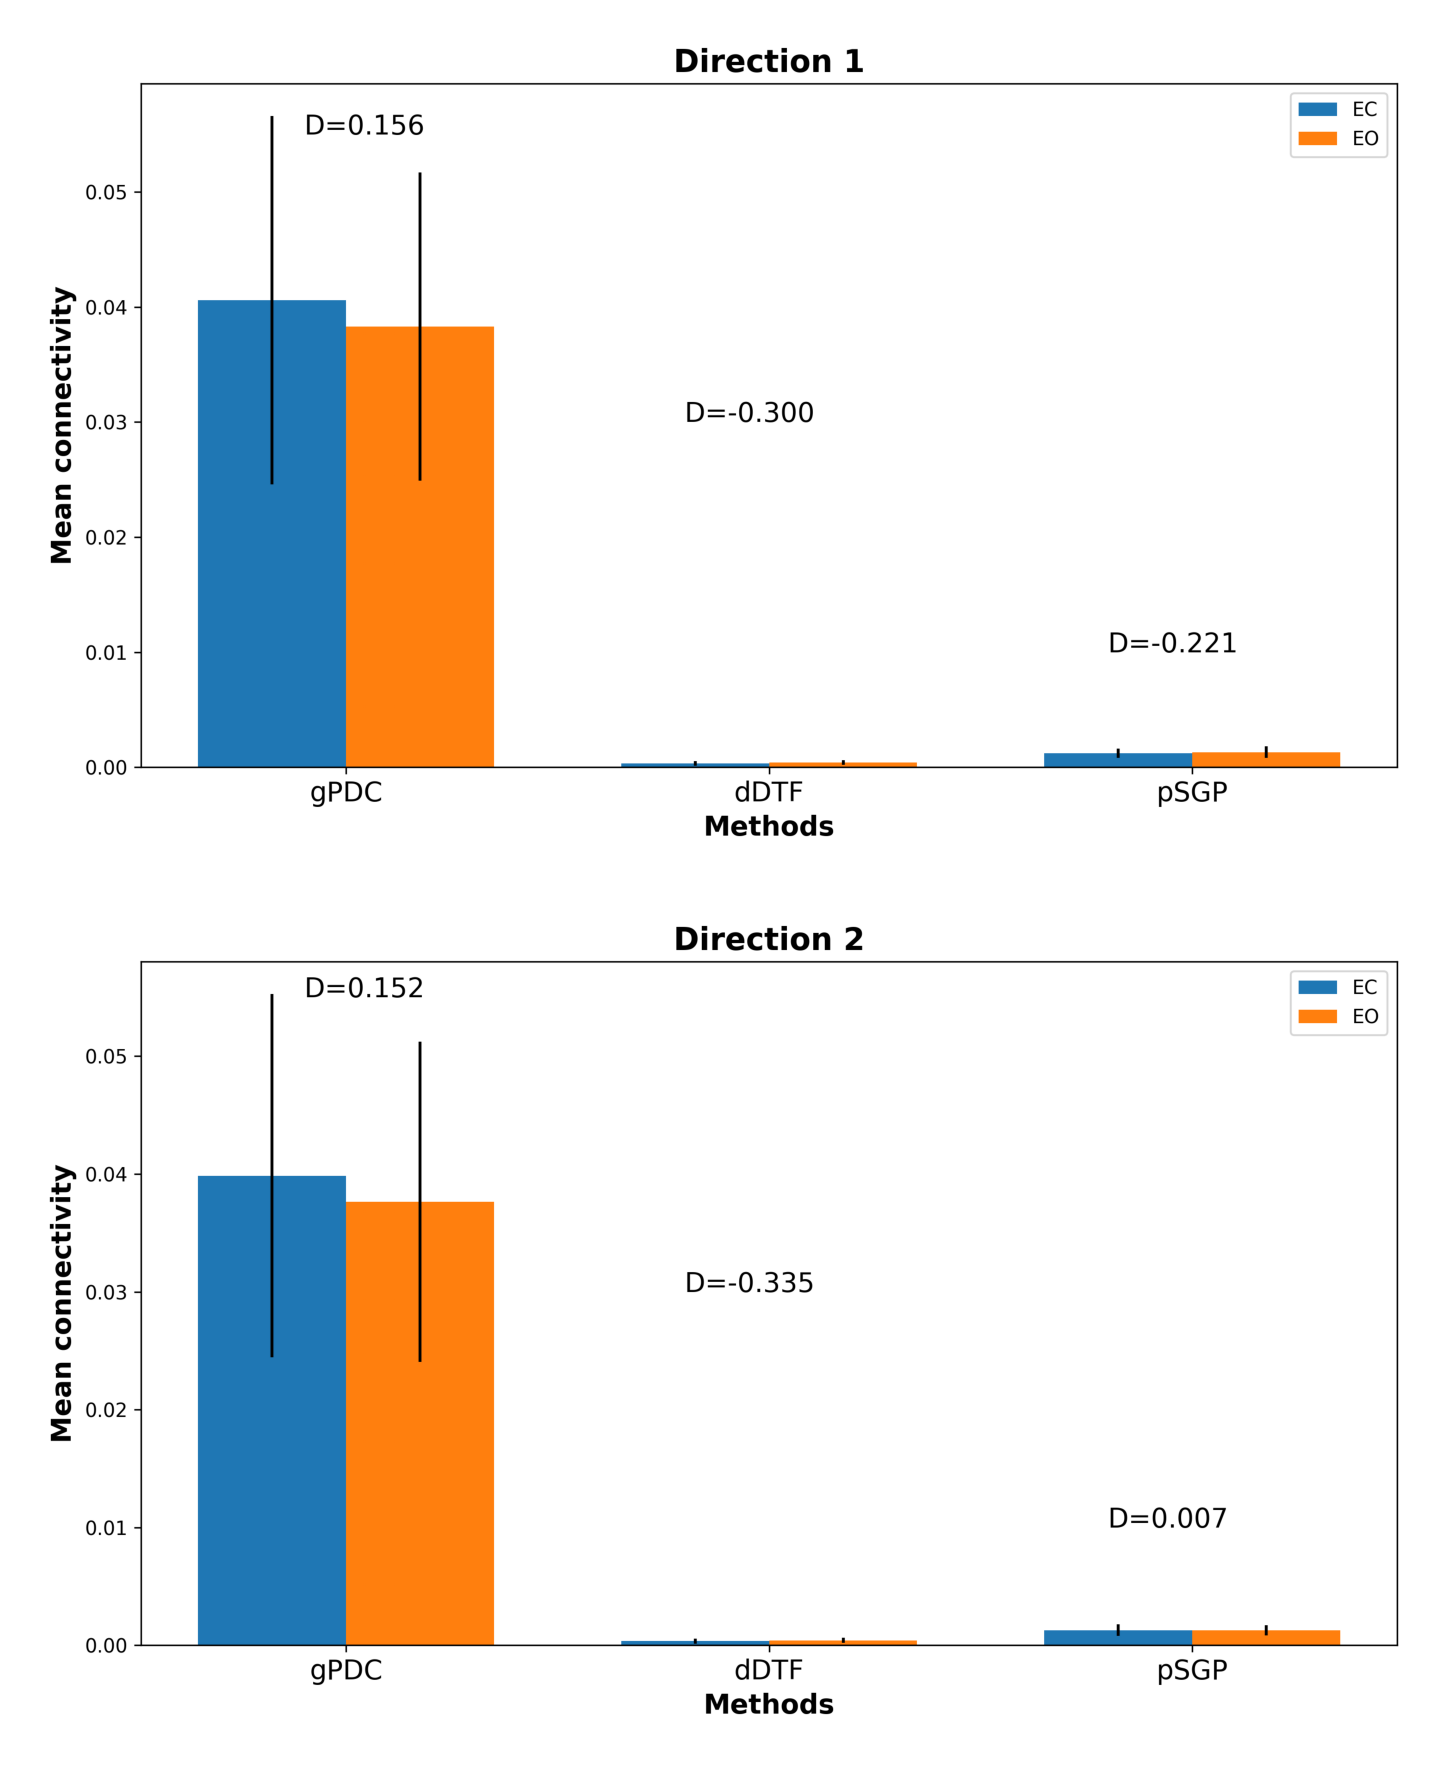 Direction 1
D=0.156
EC
EO
0.05
0.04
0.03
0.02
0.01
0.00
Mean connectivity
D=-0.300
D=-0.221
gPDC
dDTF
pSGP
Methods
Direction 2
D=0.152
EC
EO
0.05
0.04
0.03
0.02
0.01
0.00
Mean connectivity
D=-0.335
D=0.007
gPDC
dDTF
pSGP
Methods